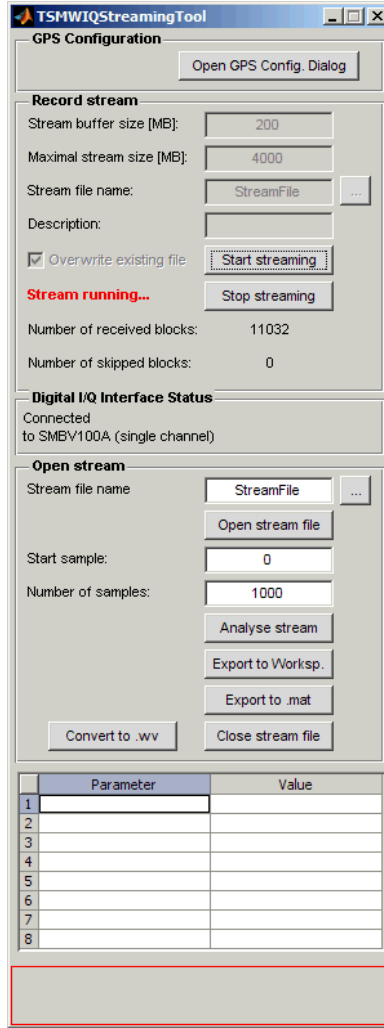 TSMWIQStreamingTool
GPS Configuration
Open GPS Config. Dialog
Record stream
Stream buffer size [MB]: 200
Maximal stream size [MB]: 4000
Stream file name: StreamFile ...
Description:
Overwrite existing file Start streaming
Stream running... Stop streaming
Number of received blocks: 11032
Number of skipped blocks: 0
Digital I/Q Interface Status
Connected
to SMBV100A (single channel)
Open stream
Stream file name StreamFile ...
Open stream file
Start sample: 0
Number of samples: 1000
Analyse stream
Export to Worksp.
Export to .mat
Convert to .wv Close stream file
Parameter Value
1
2
3
4
5
6
7
8